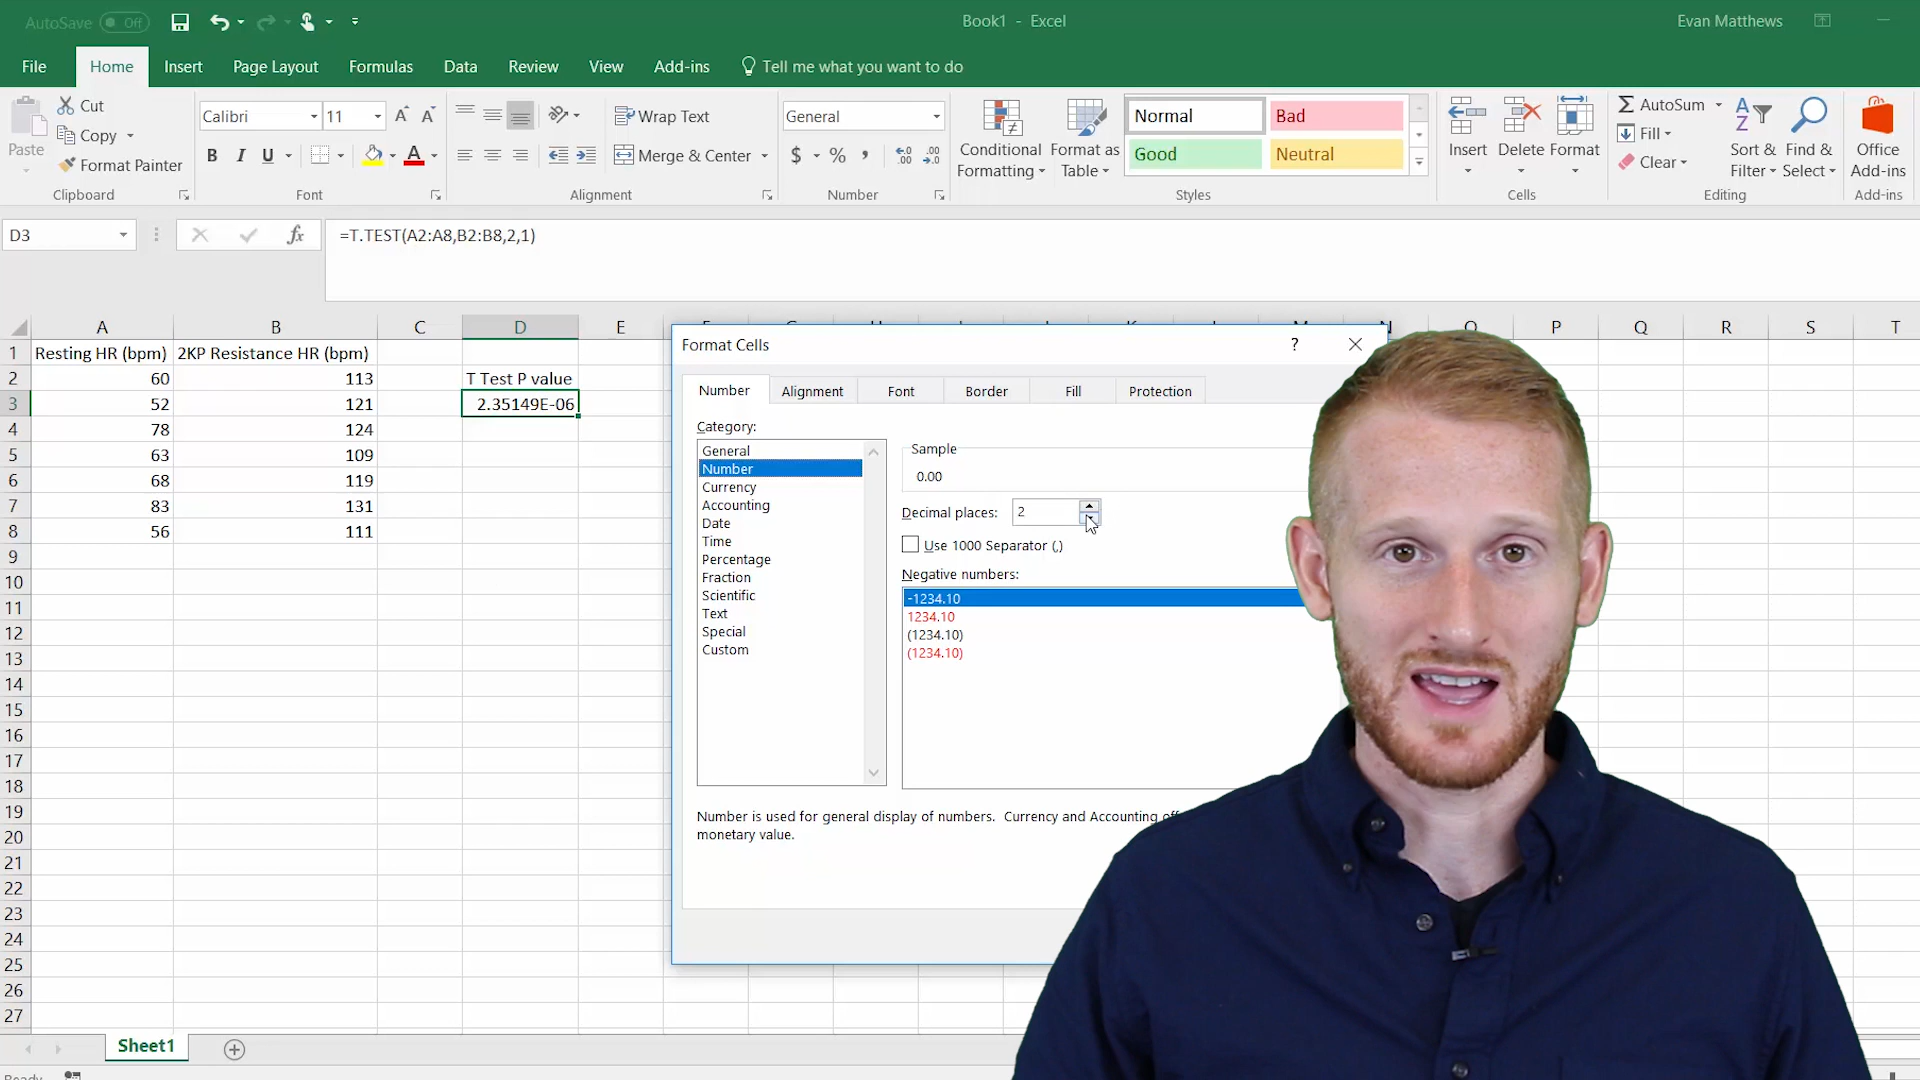 AutoSave Off
Book1 - Excel
Evan Matthews
File Home Insert Page Layout Formulas Data Review View Add-ins Tell me what you want to do
Paste
Cut
Copy
Format Painter
Clipboard
Calibri 11
B I U A
Font
Wrap Text
Merge & Center
Alignment
General
$ % ,
Number
Conditional Formatting
Format as Table
Normal Bad
Good Neutral
Styles
Insert Delete Format
Cells
AutoSum
Fill
Clear
Sort & Filter
Find & Select
Editing
Office Add-ins
Add-ins
D3 fx =T.TEST(A2:A8,B2:B8,2,1)
A B C D E N O P Q R S T
1 Resting HR (bpm) 2KP Resistance HR (bpm)
2 60 113 T Test P value
3 52 121 2.35149E-06
4 78 124
5 63 109
6 68 119
7 83 131
8 56 111
9
10
11
12
13
14
15
16
17
18
19
20
21
22
23
24
25
26
27
Format Cells ?
Number Alignment Font Border Fill Protection
Category:
General
Number
Currency
Accounting
Date
Time
Percentage
Fraction
Scientific
Text
Special
Custom
Sample
0.00
Decimal places: 2
Use 1000 Separator (,)
Negative numbers:
-1234.10
1234.10
(1234.10)
(1234.10)
Number is used for general display of numbers. Currency and Accounting
monetary value.
Sheet1
Ready